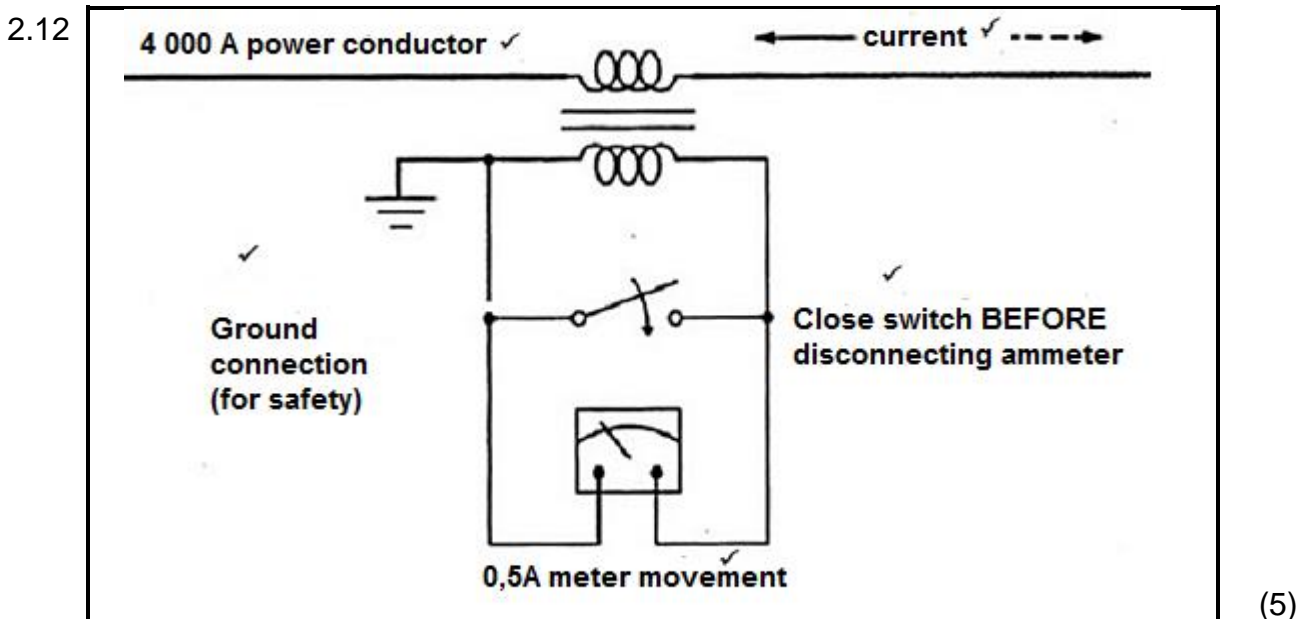 2.12
4 000 A power conductor ✓
current ✓
✓
Ground
connection
(for safety)
✓
Close switch BEFORE
disconnecting ammeter
✓
0,5A meter movement
(5)